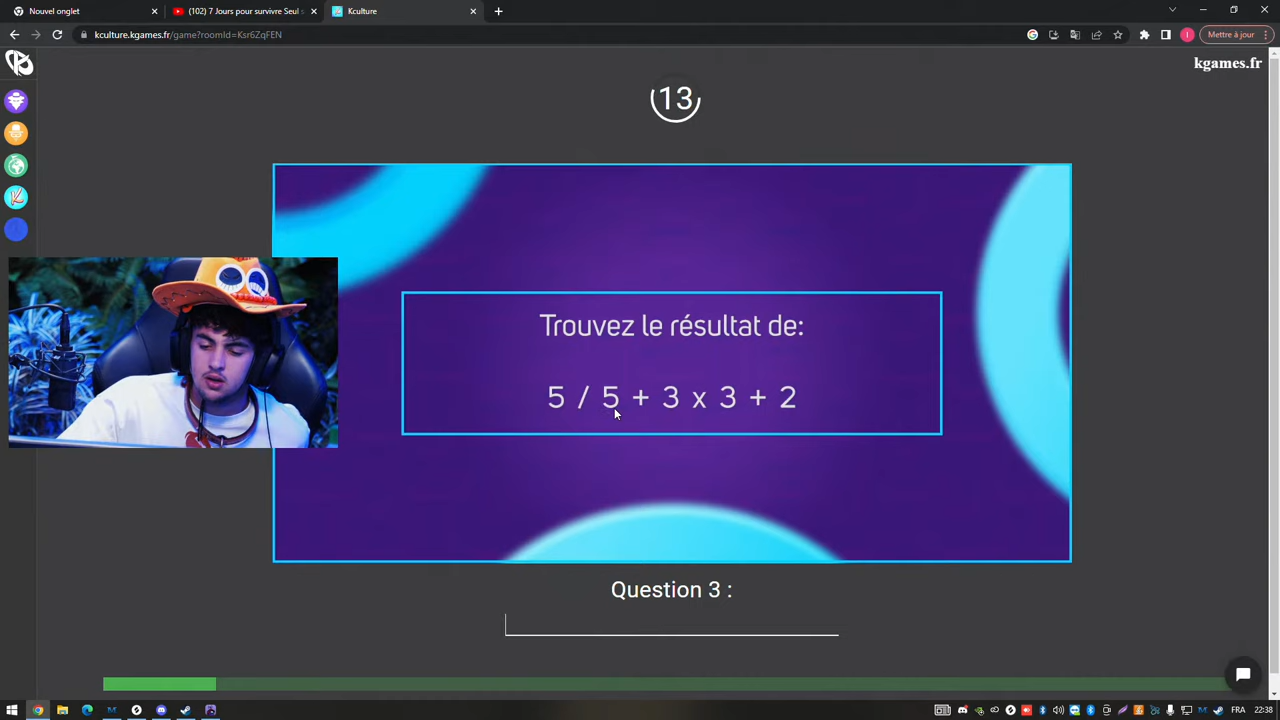 Nouvel onglet
(102) 7 Jours pour survivre Seul s
Kculture
kculture.kgames.fr/game?roomId=Ksr6ZqFEN
Mettre à jour
kgames.fr
13
Trouvez le résultat de:
5 / 5 + 3 x 3 + 2
Question 3 :
FRA
22:38